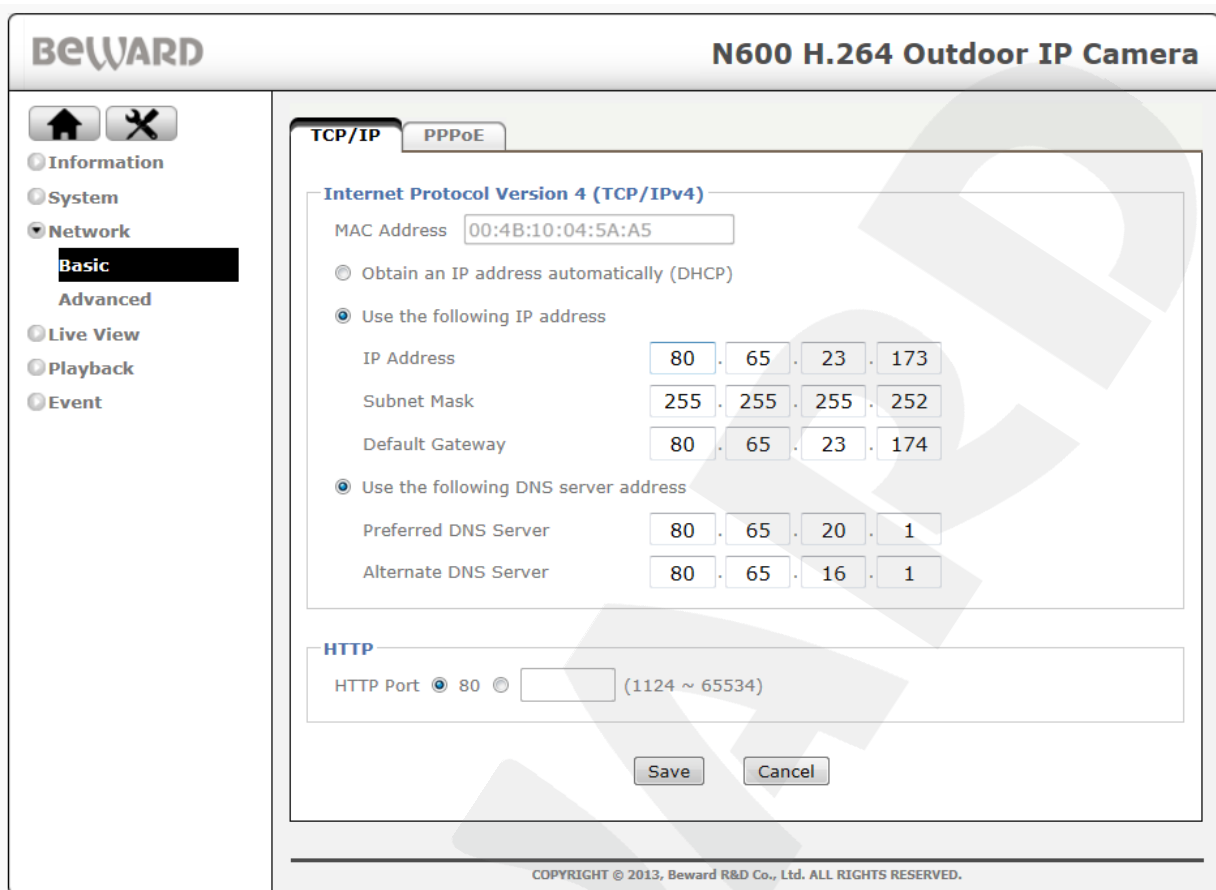 BEWARD
N600 H.264 Outdoor IP Camera
Information
System
Network
Basic
Advanced
Live View
Playback
Event
TCP/IP PPPoE
Internet Protocol Version 4 (TCP/IPv4)
MAC Address 00:4B:10:04:5A:A5
Obtain an IP address automatically (DHCP)
Use the following IP address
IP Address 80 . 65 . 23 . 173
Subnet Mask 255 . 255 . 255 . 252
Default Gateway 80 . 65 . 23 . 174
Use the following DNS server address
Preferred DNS Server 80 . 65 . 20 . 1
Alternate DNS Server 80 . 65 . 16 . 1
HTTP
HTTP Port 80 (1124 ~ 65534)
Save Cancel
COPYRIGHT © 2013, Beward R&D Co., Ltd. ALL RIGHTS RESERVED.